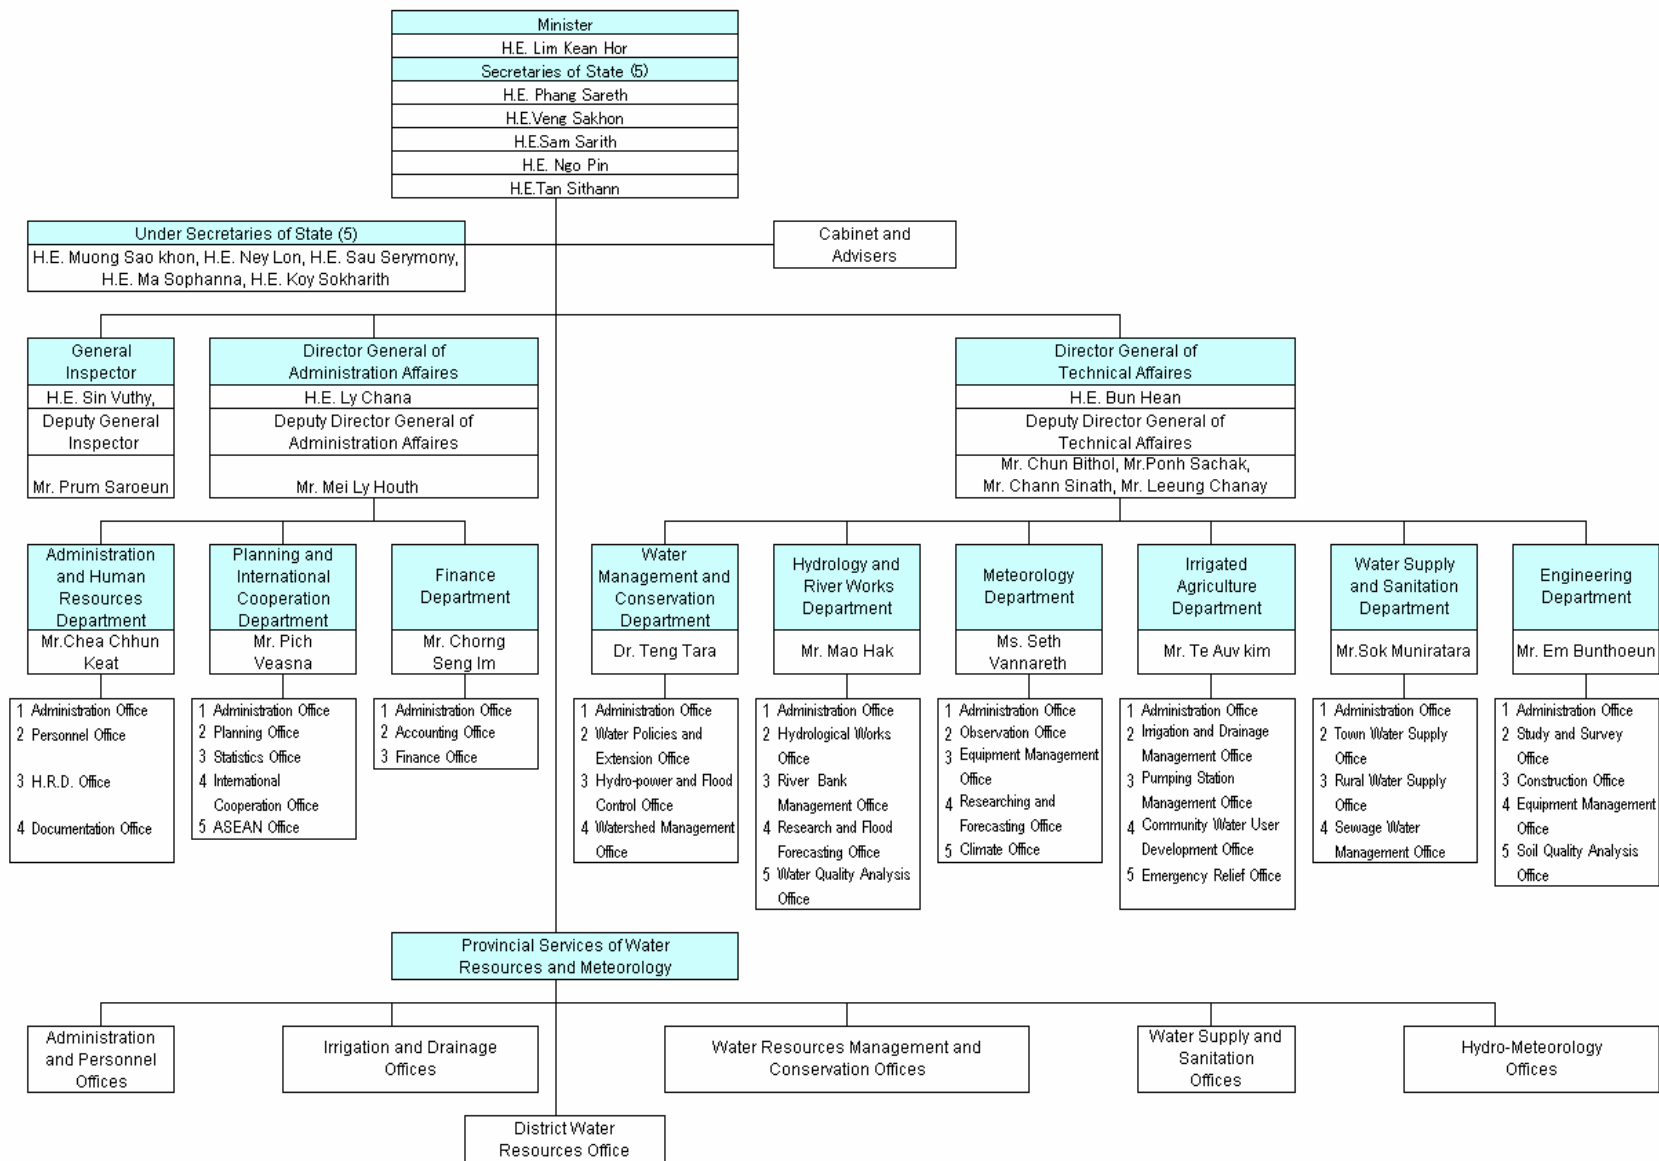 Minister
H.E. Lim Kean Hor
Secretaries of State (5)
H.E. Phang Sareth
H.E.Veng Sakhon
H.E.Sam Sarith
H.E. Ngo Pin
H.E.Tan Sithann
Under Secretaries of State (5)
H.E. Muong Sao khon, H.E. Ney Lon, H.E. Sau Serymony,
H.E. Ma Sophanna, H.E. Koy Sokharith
Cabinet and
Advisers
General
Inspector
H.E. Sin Vuthy,
Deputy General
Inspector
Mr. Prum Saroeun
Director General of
Administration Affaires
H.E. Ly Chana
Deputy Director General of
Administration Affaires
Mr. Mei Ly Houth
Director General of
Technical Affaires
H.E. Bun Hean
Deputy Director General of
Technical Affaires
Mr. Chun Bithol, Mr.Ponh Sachak,
Mr. Chann Sinath, Mr. Leeung Chanay
Administration
and Human
Resources
Department
Mr.Chea Chhun
Keat
1 Administration Office
2 Personnel Office
3 H.R.D. Office
4 Documentation Office
Planning and
International
Cooperation
Department
Mr. Pich
Veasna
1 Administration Office
2 Planning Office
3 Statistics Office
4 International
Cooperation Office
5 ASEAN Office
Finance
Department
Mr. Chorng
Seng Im
1 Administration Office
2 Accounting Office
3 Finance Office
Water
Management and
Conservation
Department
Dr. Teng Tara
1 Administration Office
2 Water Policies and
Extension Office
3 Hydro-power and Flood
Control Office
4 Watershed Management
Office
Hydrology and
River Works
Department
Mr. Mao Hak
1 Administration Office
2 Hydrological Works
Office
3 River Bank
Management Office
4 Research and Flood
Forecasting Office
5 Water Quality Analysis
Office
Meteorology
Department
Ms. Seth
Vannareth
1 Administration Office
2 Observation Office
3 Equipment Management
Office
4 Researching and
Forecasting Office
5 Climate Office
Irrigated
Agriculture
Department
Mr. Te Auv kim
1 Administration Office
2 Irrigation and Drainage
Management Office
3 Pumping Station
Management Office
4 Community Water User
Development Office
5 Emergency Relief Office
Water Supply
and Sanitation
Department
Mr.Sok Muniratara
1 Administration Office
2 Town Water Supply
Office
3 Rural Water Supply
Office
4 Sewage Water
Management Office
Engineering
Department
Mr. Em Bunthoeun
1 Administration Office
2 Study and Survey
Office
3 Construction Office
4 Equipment Management
Office
5 Soil Quality Analysis
Office
Provincial Services of Water
Resources and Meteorology
Administration
and Personnel
Offices
Irrigation and Drainage
Offices
Water Resources Management and
Conservation Offices
Water Supply and
Sanitation
Offices
Hydro-Meteorology
Offices
District Water
Resources Office